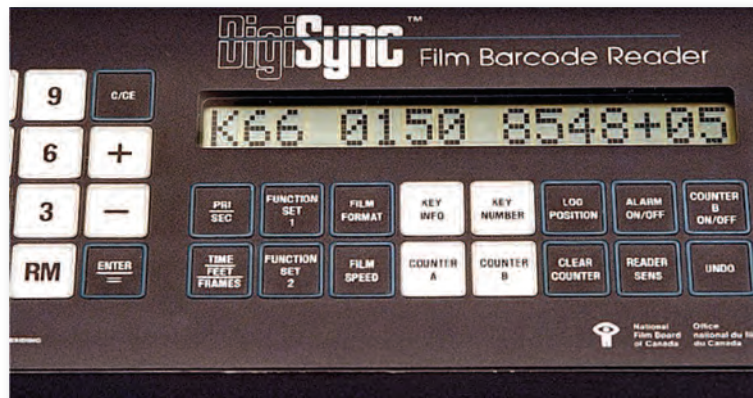 DigiSync™ Film Barcode Reader
K66 0150 8548+05
9 C/CE
6 +
3 −
RM ENTER =
PRI SEC
FUNCTION SET 1
FILM FORMAT
KEY INFO
KEY NUMBER
LOG POSITION
ALARM ON/OFF
COUNTER B ON/OFF
TIME FEET FRAMES
FUNCTION SET 2
FILM SPEED
COUNTER A
COUNTER B
CLEAR COUNTER
READER SENS
UNDO
National
Film Board
of Canada
Office
national du
du Canada